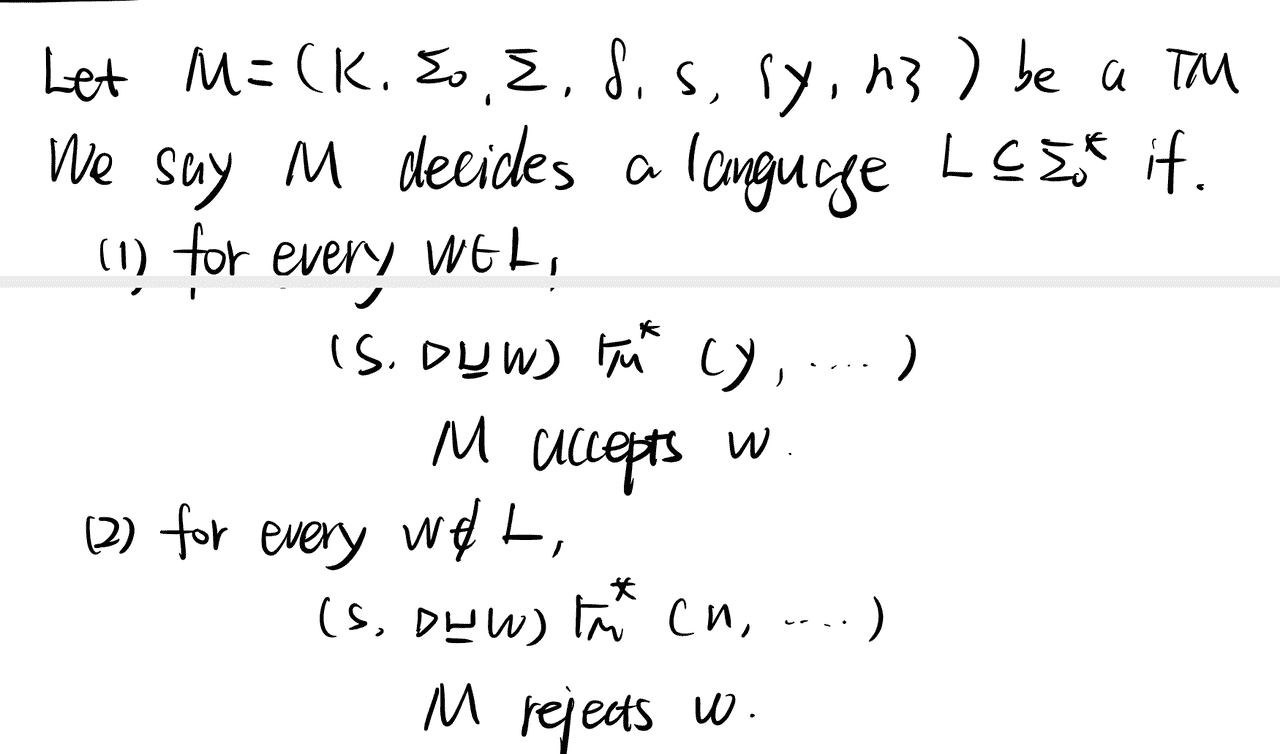 Let M = (K, Σ₀, Σ, δ, s, {y, n}) be a TM
We say M decides a language L ⊆ Σ₀* if.
(1) for every w∈L,
(s, ▷⊔w) ⊢ₘ* (y, ....)
M accepts w.
(2) for every w∉L,
(s, ▷⊔w) ⊢ₘ* (n, ....)
M rejects w.